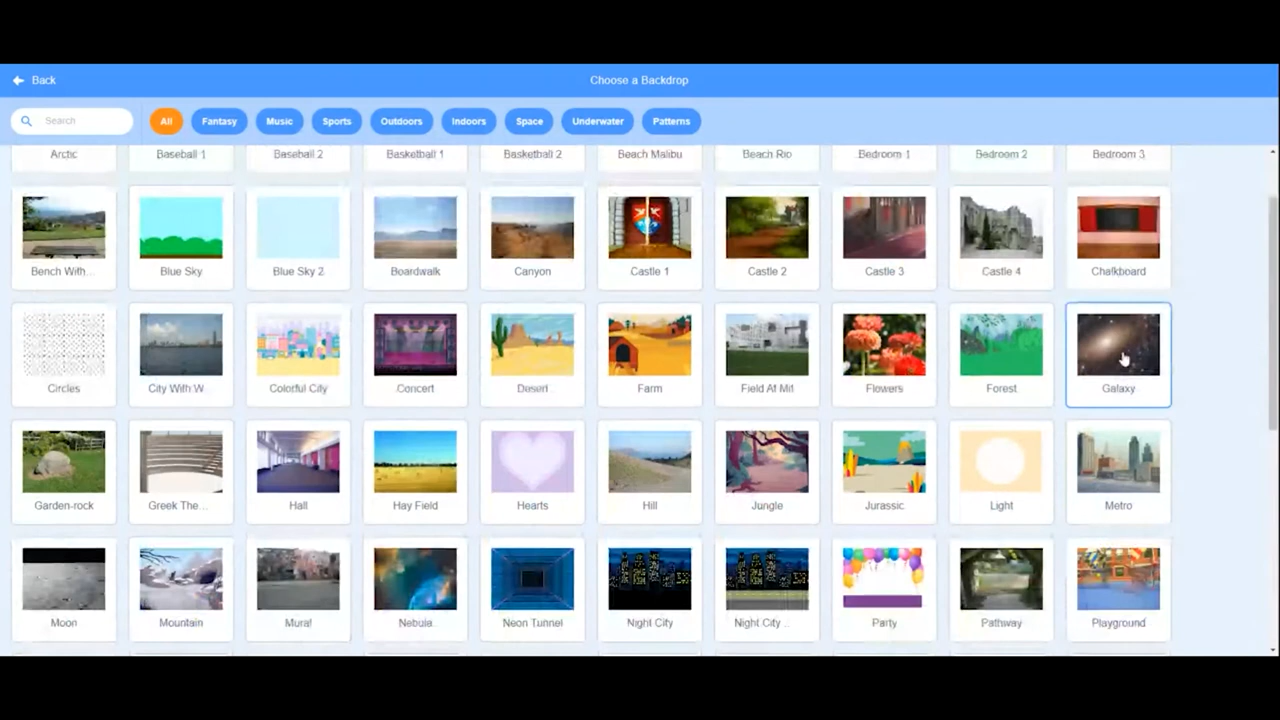 Back
Choose a Backdrop
Search
All Fantasy Music Sports Outdoors Indoors Space Underwater Patterns
Arctic Baseball 1 Baseball 2 Basketball 1 Basketball 2 Beach Malibu Beach Rio Bedroom 1 Bedroom 2 Bedroom 3
Bench With... Blue Sky Blue Sky 2 Boardwalk Canyon Castle 1 Castle 2 Castle 3 Castle 4 Chalkboard
Circles City With W... Colorful City Concert Desert Farm Field At Mit Flowers Forest Galaxy
Garden-rock Greek The... Hall Hay Field Hearts Hill Jungle Jurassic Light Metro
Moon Mountain Mural Nebula Neon Tunnel Night City Night City ... Party Pathway Playground